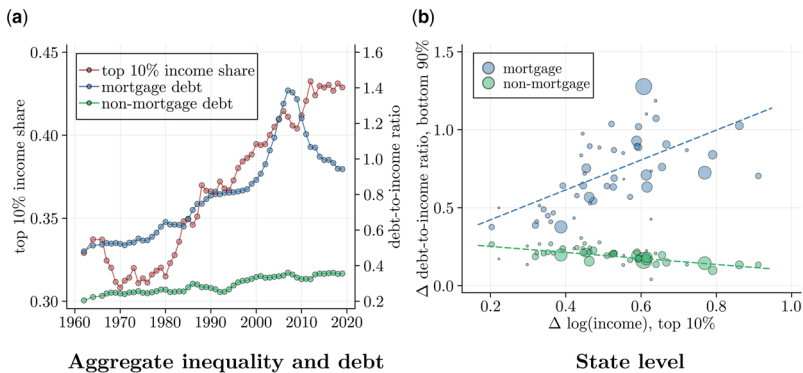 (a)
0.45
0.40
0.35
0.30
top 10% income share
top 10% income share
mortgage debt
non-mortgage debt
1.6
1.4
1.2
1.0
0.8
0.6
0.4
0.2
debt-to-income ratio
1960 1970 1980 1990 2000 2010 2020
Aggregate inequality and debt
(b)
1.5
1.0
0.5
0.0
Δ debt-to-income ratio, bottom 90%
mortgage
non-mortgage
0.2 0.4 0.6 0.8 1.0
Δ log(income), top 10%
State level